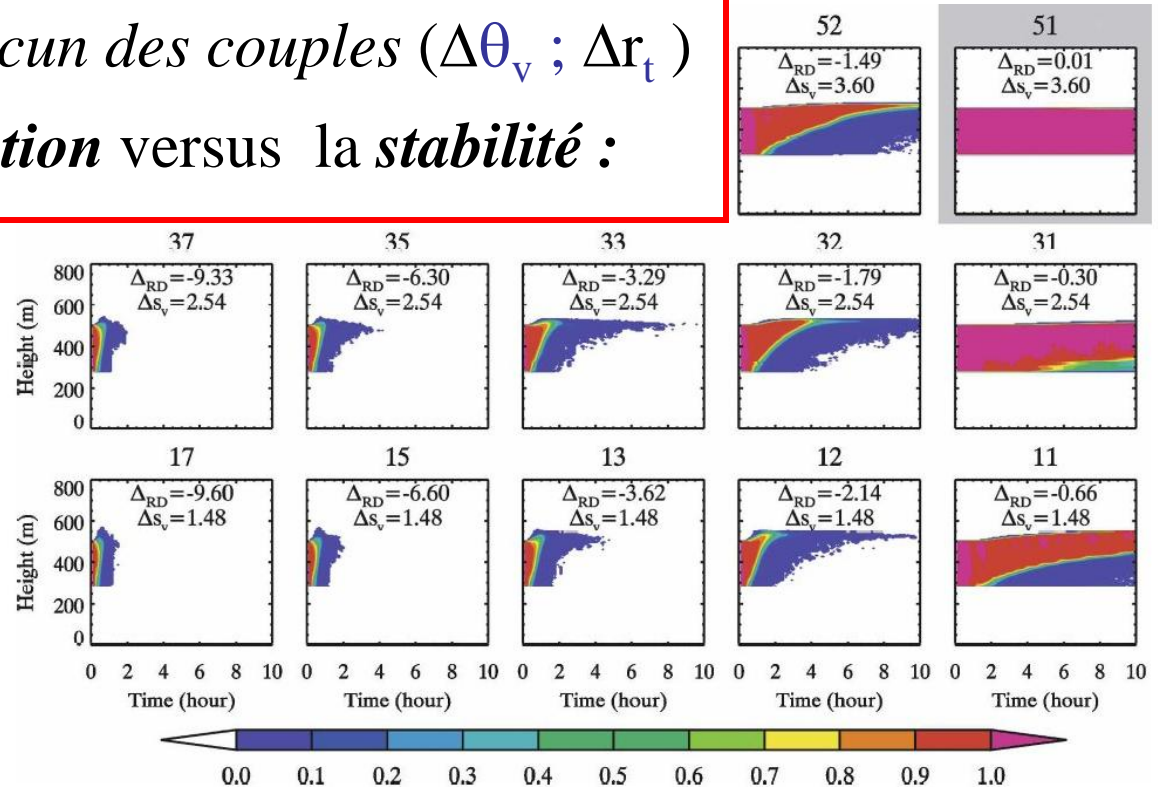 cun des couples (Δθv ; Δrt )
tion versus la stabilité :
52 51
ΔRD=-1.49 ΔRD=0.01
Δsv=3.60 Δsv=3.60
37 35 33 32 31
800 ΔRD=-9.33 ΔRD=-6.30 ΔRD=-3.29 ΔRD=-1.79 ΔRD=-0.30
600 Δsv=2.54 Δsv=2.54 Δsv=2.54 Δsv=2.54 Δsv=2.54
Height (m)
400
200
0
17 15 13 12 11
800 ΔRD=-9.60 ΔRD=-6.60 ΔRD=-3.62 ΔRD=-2.14 ΔRD=-0.66
600 Δsv=1.48 Δsv=1.48 Δsv=1.48 Δsv=1.48 Δsv=1.48
Height (m)
400
200
0
0 2 4 6 8 10 0 2 4 6 8 10 0 2 4 6 8 10 0 2 4 6 8 10 0 2 4 6 8 10
Time (hour) Time (hour) Time (hour) Time (hour) Time (hour)
0.0 0.1 0.2 0.3 0.4 0.5 0.6 0.7 0.8 0.9 1.0